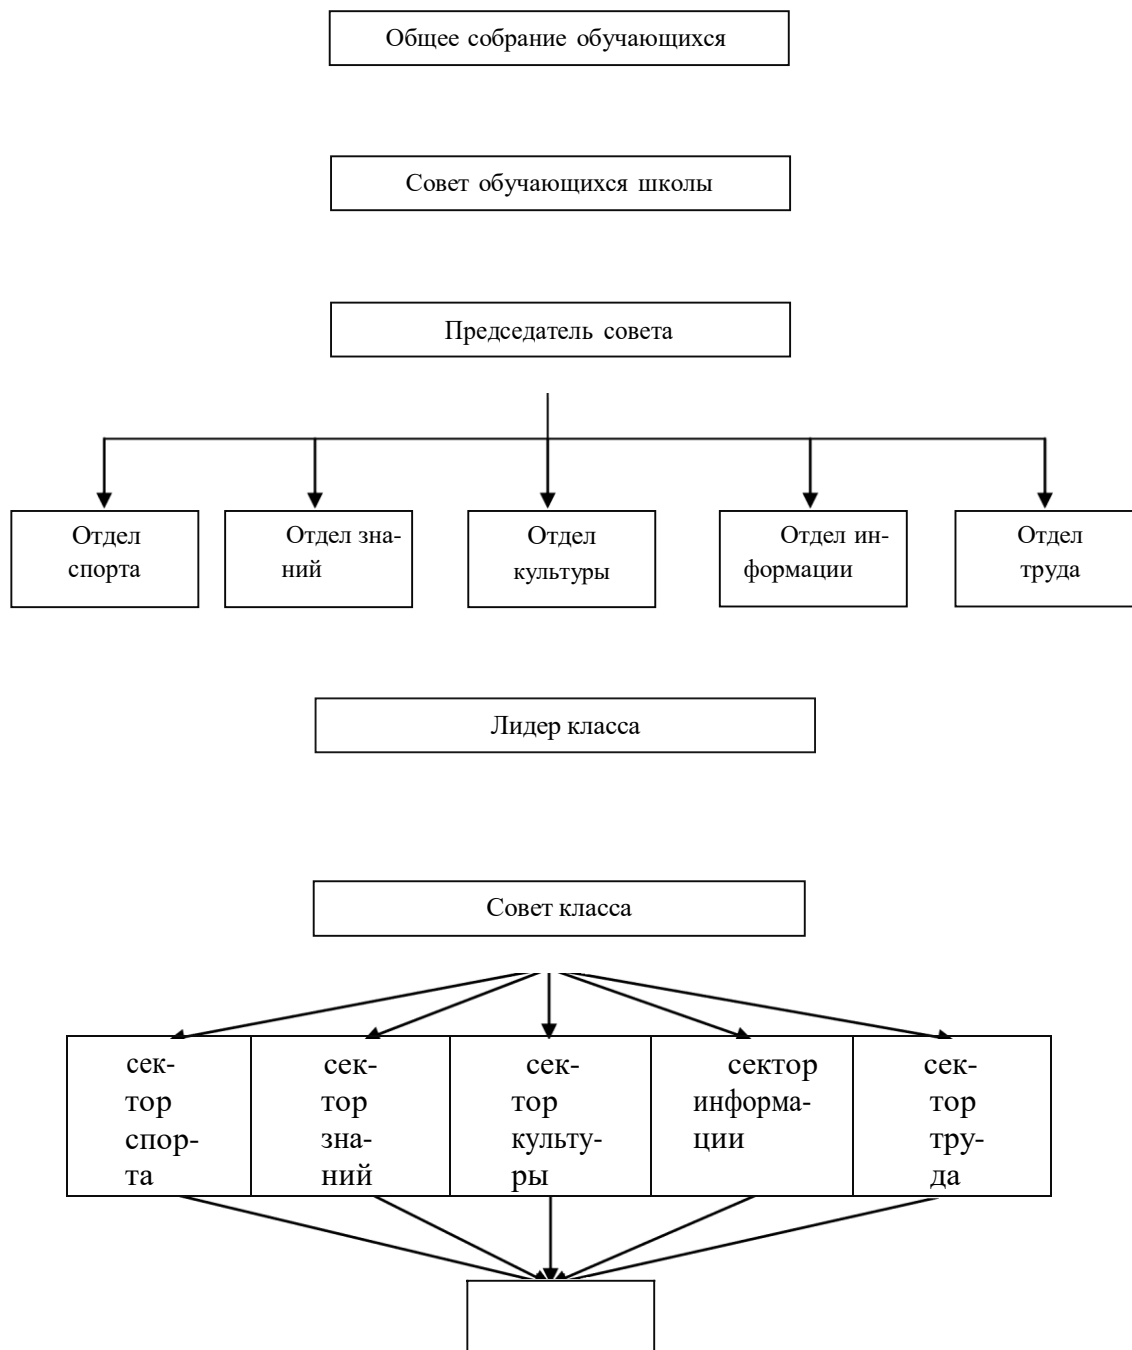 Общее собрание обучающихся
Совет обучающихся школы
Председатель совета
Отдел
спорта
Отдел зна-
ний
Отдел
культуры
Отдел ин-
формации
Отдел
труда
Лидер класса
Совет класса
сек-
тор
спор-
та
сек-
тор
зна-
ний
сек-
тор
культу-
ры
сектор
информа-
ции
сек-
тор
тру-
да